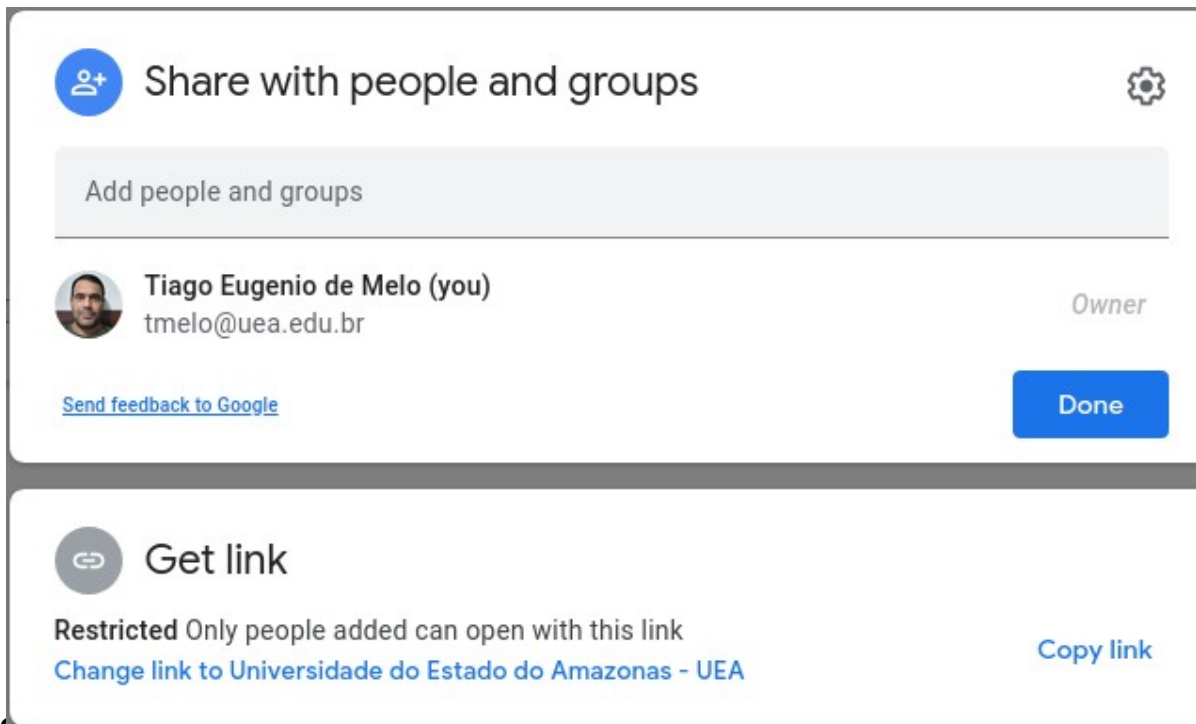 Share with people and groups
Add people and groups
Tiago Eugenio de Melo (you)
tmelo@uea.edu.br
Owner
Send feedback to Google
Done
Get link
Restricted Only people added can open with this link
Change link to Universidade do Estado do Amazonas - UEA
Copy link